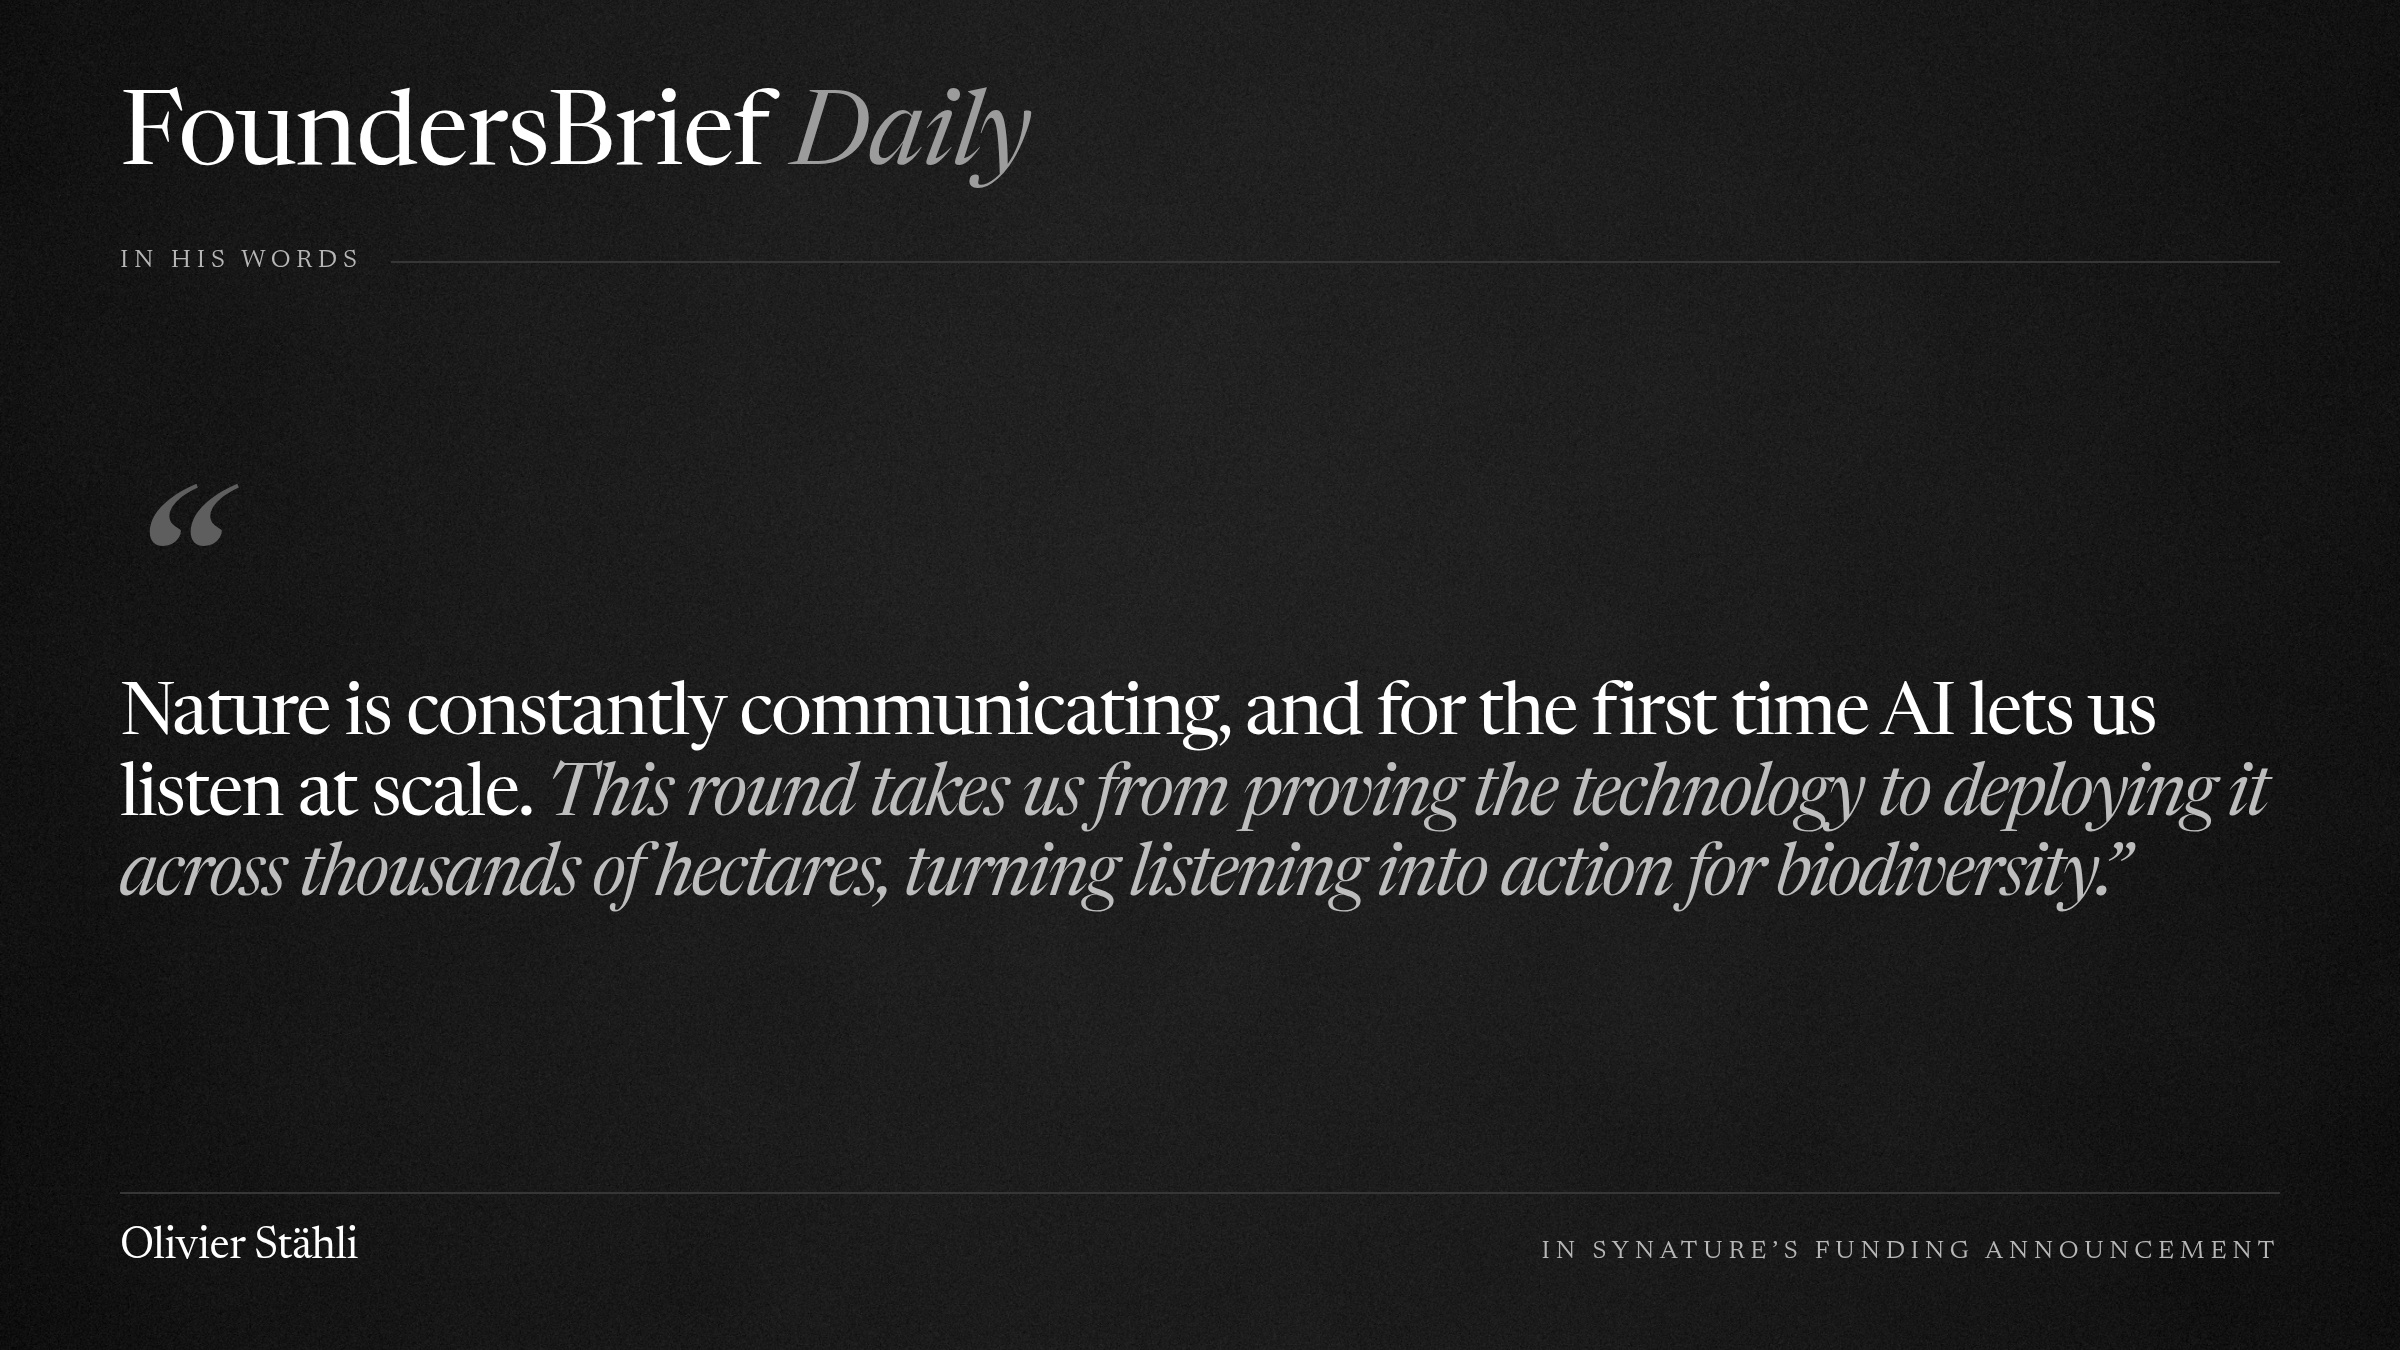 FoundersBrief Daily
IN HIS WORDS
“
Nature is constantly communicating, and for the first time AI lets us
listen at scale. This round takes us from proving the technology to deploying it
across thousands of hectares, turning listening into action for biodiversity.”
Olivier Stähli
IN SYNATURE’S FUNDING ANNOUNCEMENT